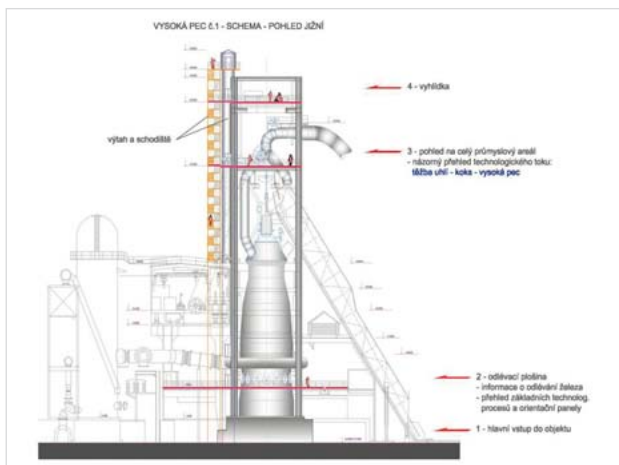 VYSOKÁ PEC č.1 - SCHEMA - POHLED JIŽNÍ
4 - vyhlídka
výtah a schodiště
3 - pohled na celý průmyslový areál
- názorný přehled technologického toku:
těžba uhlí - koks - vysoká pec
2 - odlévací plošina
- informace o odlévání železa
- přehled základních technolog.
procesů a orientační panely
1 - hlavní vstup do objektu